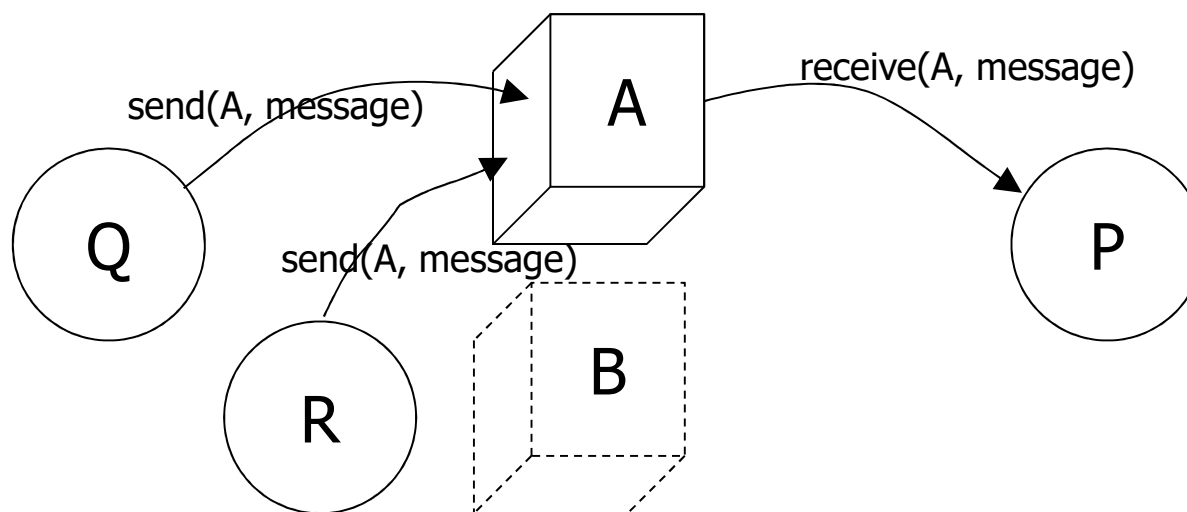 receive(A, message)
A
send(A, message)
Q
send(A, message)
P
B
R